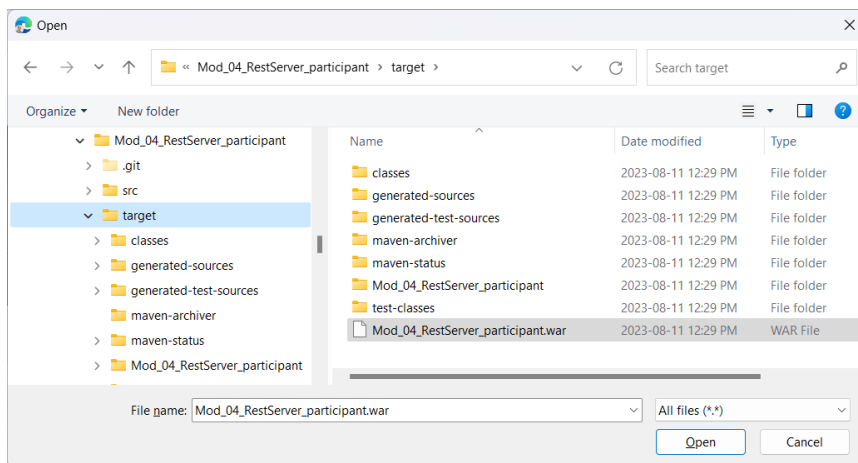 Open
« Mod_04_RestServer_participant > target >
Search target
Organize
New folder
Mod_04_RestServer_participant
.git
src
target
classes
generated-sources
generated-test-sources
maven-archiver
maven-status
Mod_04_RestServer_participant
Name Date modified Type
classes 2023-08-11 12:29 PM File folder
generated-sources 2023-08-11 12:29 PM File folder
generated-test-sources 2023-08-11 12:29 PM File folder
maven-archiver 2023-08-11 12:29 PM File folder
maven-status 2023-08-11 12:29 PM File folder
Mod_04_RestServer_participant 2023-08-11 12:29 PM File folder
test-classes 2023-08-11 12:29 PM File folder
Mod_04_RestServer_participant.war 2023-08-11 12:29 PM WAR File
File name: Mod_04_RestServer_participant.war All files (*.*)
Open Cancel